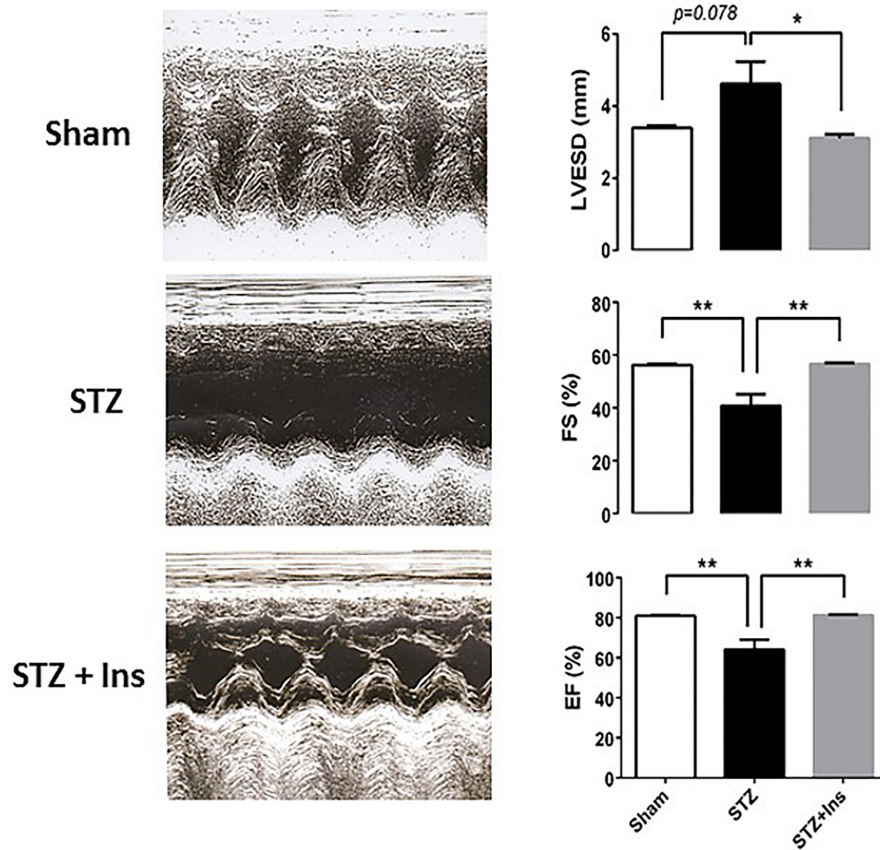 Sham
STZ
STZ + Ins
p=0.078
*
LVESD (mm)
6
4
2
0
** **
FS (%)
80
60
40
20
0
** **
EF (%)
100
80
60
40
20
0
Sham
STZ
STZ+Ins